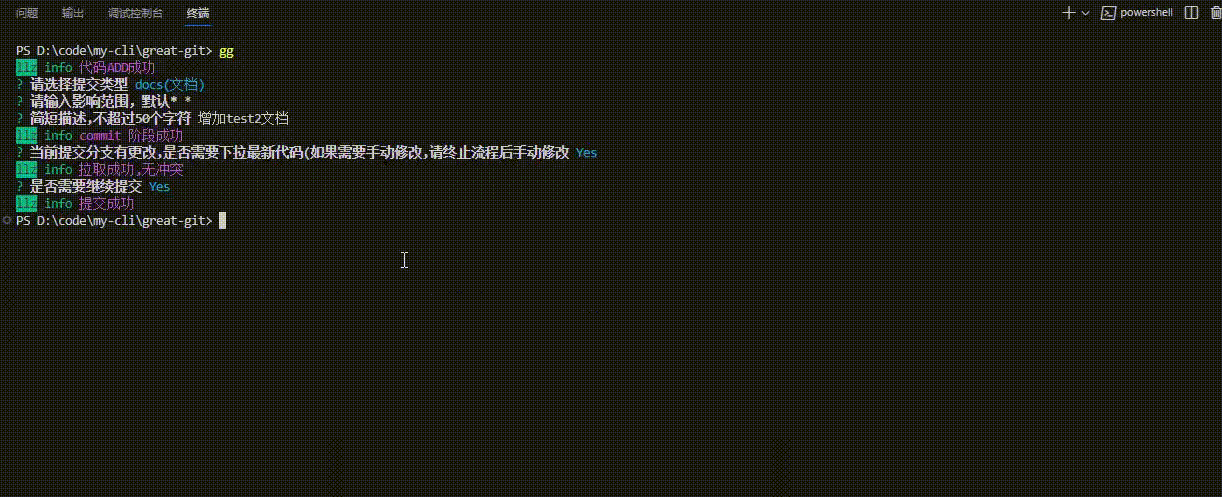 问题 输出 调试控制台 终端 powershell
PS D:\code\my-cli\great-git> gg
llz info 代码ADD成功
? 请选择提交类型 docs(文档)
? 请输入影响范围, 默认* *
? 简短描述,不超过50个字符 增加test2文档
llz info commit 阶段成功
? 当前提交分支有更改,是否需要下拉最新代码(如果需要手动修改,请终止流程后手动修改 Yes
llz info 拉取成功,无冲突
? 是否需要继续提交 Yes
llz info 提交成功
PS D:\code\my-cli\great-git>